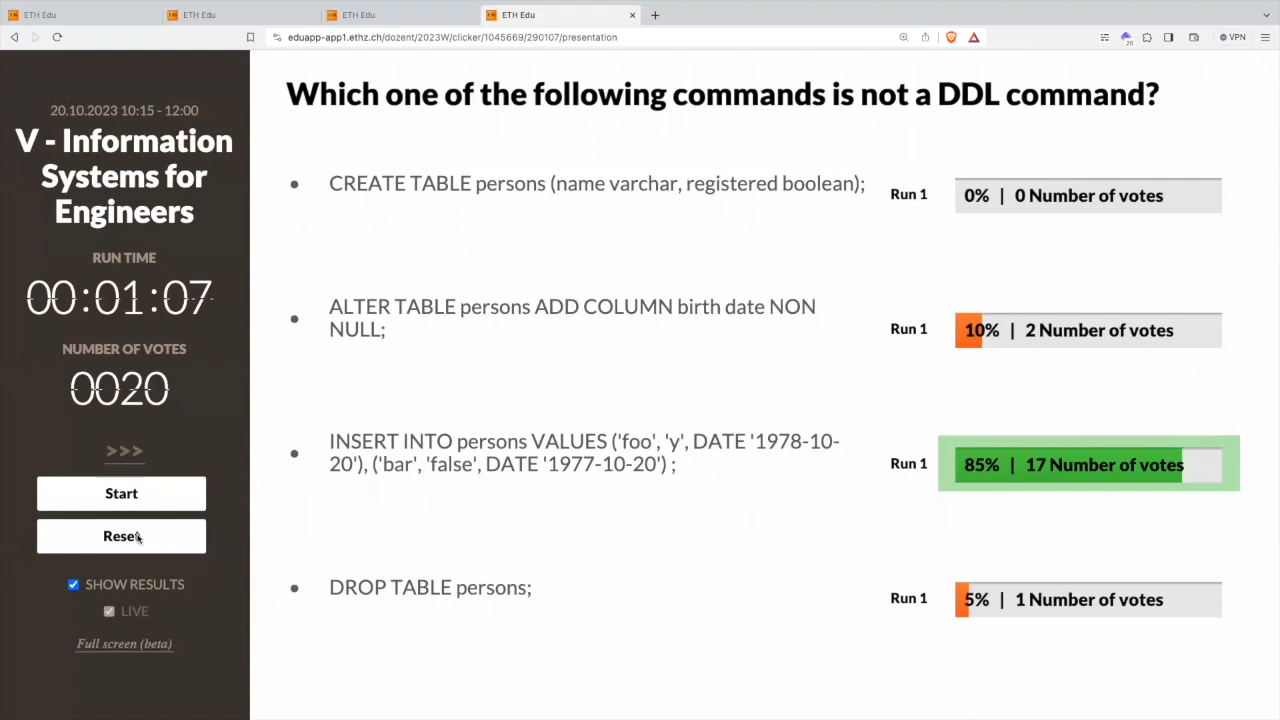 ETH Edu
ETH Edu
ETH Edu
ETH Edu
eduapp-app1.ethz.ch/dozent/2023W/clicker/1045669/290107/presentation
20
VPN
20.10.2023 10:15 - 12:00
V - Information
Systems for
Engineers
RUN TIME
00:01:07
NUMBER OF VOTES
0020
>>>
Start
Reset
SHOW RESULTS
LIVE
Full screen (beta)
Which one of the following commands is not a DDL command?
CREATE TABLE persons (name varchar, registered boolean);
Run 1
0% | 0 Number of votes
ALTER TABLE persons ADD COLUMN birth date NON
NULL;
Run 1
10% | 2 Number of votes
INSERT INTO persons VALUES ('foo', 'y', DATE '1978-10-
20'), ('bar', 'false', DATE '1977-10-20') ;
Run 1
85% | 17 Number of votes
DROP TABLE persons;
Run 1
5% | 1 Number of votes